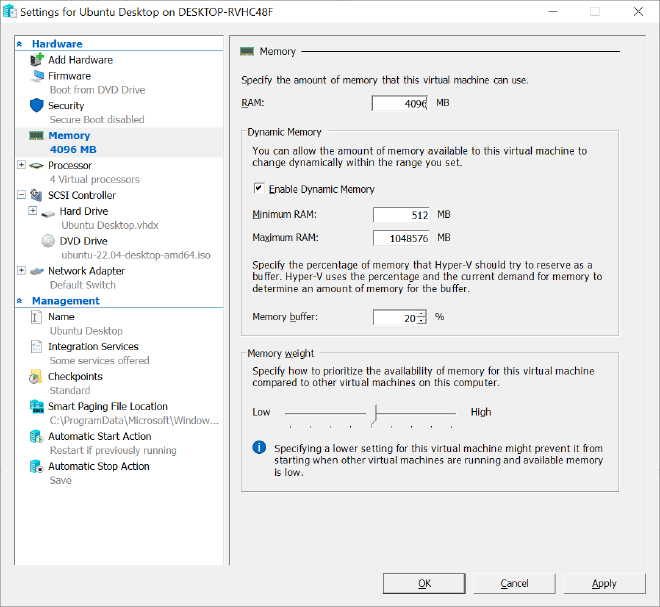 Settings for Ubuntu Desktop on DESKTOP-RVHC48F
Hardware
Add Hardware
Firmware
Boot from DVD Drive
Security
Secure Boot disabled
Memory
4096 MB
Processor
4 Virtual processors
SCSI Controller
Hard Drive
Ubuntu Desktop.vhdx
DVD Drive
ubuntu-22.04-desktop-amd64.iso
Network Adapter
Default Switch
Management
Name
Ubuntu Desktop
Integration Services
Some services offered
Checkpoints
Standard
Smart Paging File Location
C:\ProgramData\Microsoft\Window...
Automatic Start Action
Restart if previously running
Automatic Stop Action
Save
Memory
Specify the amount of memory that this virtual machine can use.
RAM: 4096 MB
Dynamic Memory
You can allow the amount of memory available to this virtual machine to
change dynamically within the range you set.
Enable Dynamic Memory
Minimum RAM: 512 MB
Maximum RAM: 1048576 MB
Specify the percentage of memory that Hyper-V should try to reserve as a
buffer. Hyper-V uses the percentage and the current demand for memory to
determine an amount of memory for the buffer.
Memory buffer: 20 %
Memory weight
Specify how to prioritize the availability of memory for this virtual machine
compared to other virtual machines on this computer.
Low High
Specifying a lower setting for this virtual machine might prevent it from
starting when other virtual machines are running and available memory
is low.
OK Cancel Apply